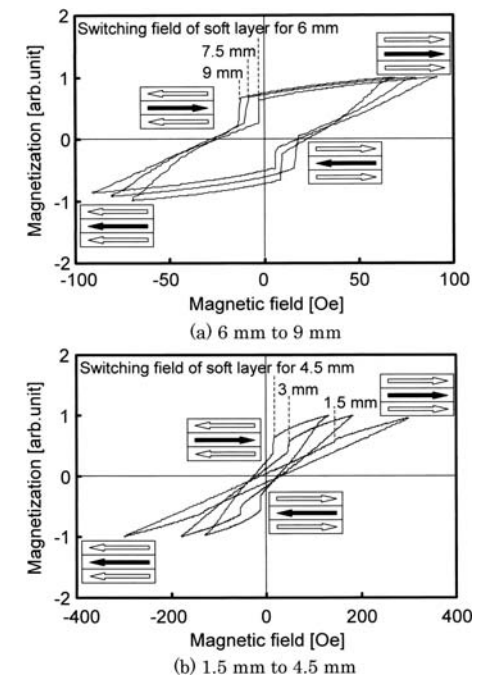 Switching field of soft layer for 6 mm
7.5 mm
9 mm
2
1
0
-1
-2
Magnetization [arb.unit]
-100
-50
0
50
100
Magnetic field [Oe]
(a) 6 mm to 9 mm
Switching field of soft layer for 4.5 mm
3 mm
1.5 mm
2
1
0
-1
-2
Magnetization [arb.unit]
-400
-200
0
200
400
Magnetic field [Oe]
(b) 1.5 mm to 4.5 mm